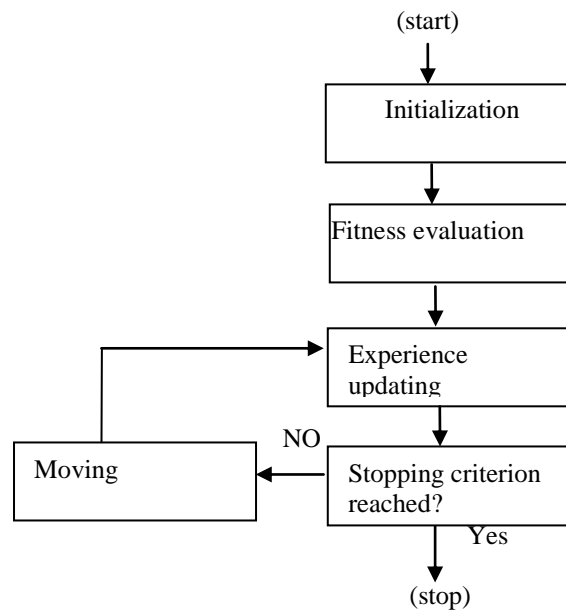 (start)
Initialization
Fitness evaluation
Experience
updating
NO
Moving
Stopping criterion
reached?
Yes
(stop)